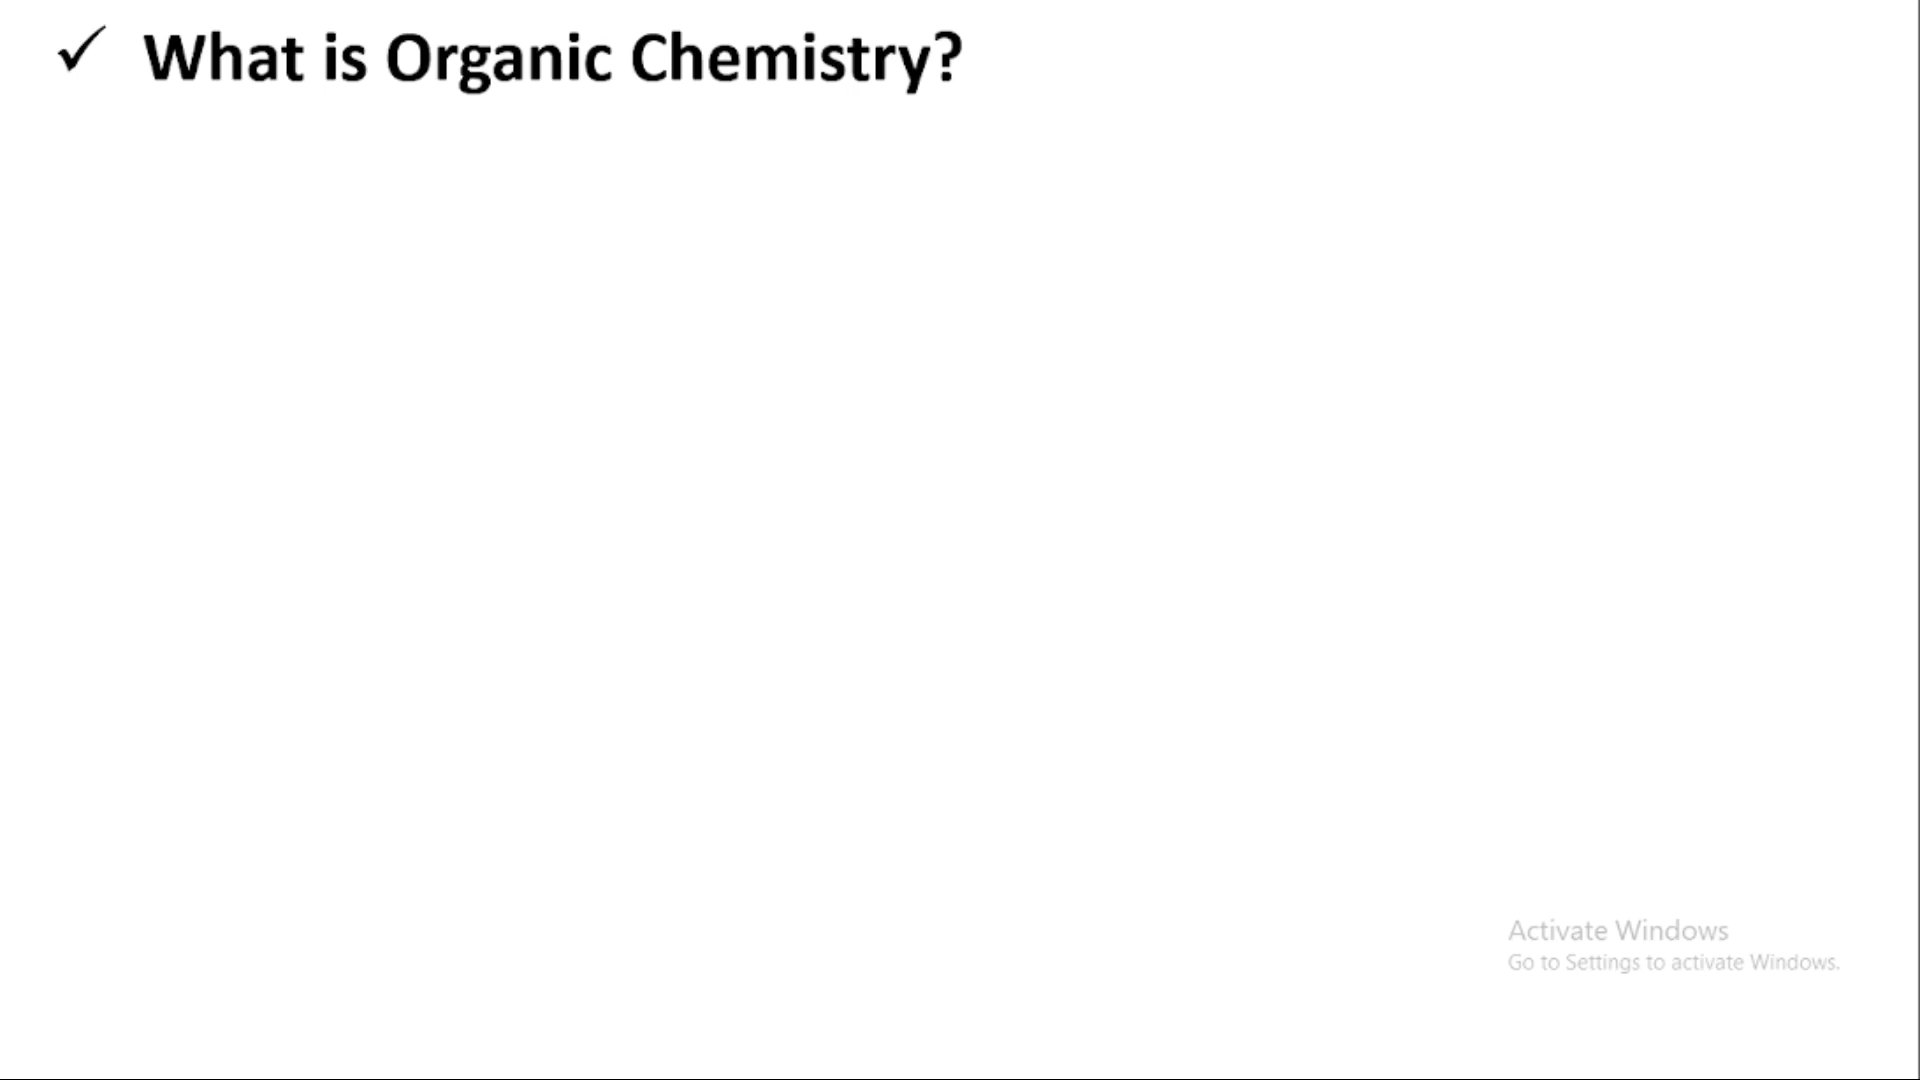 ✓ What is Organic Chemistry?
Activate Windows
Go to Settings to activate Windows.